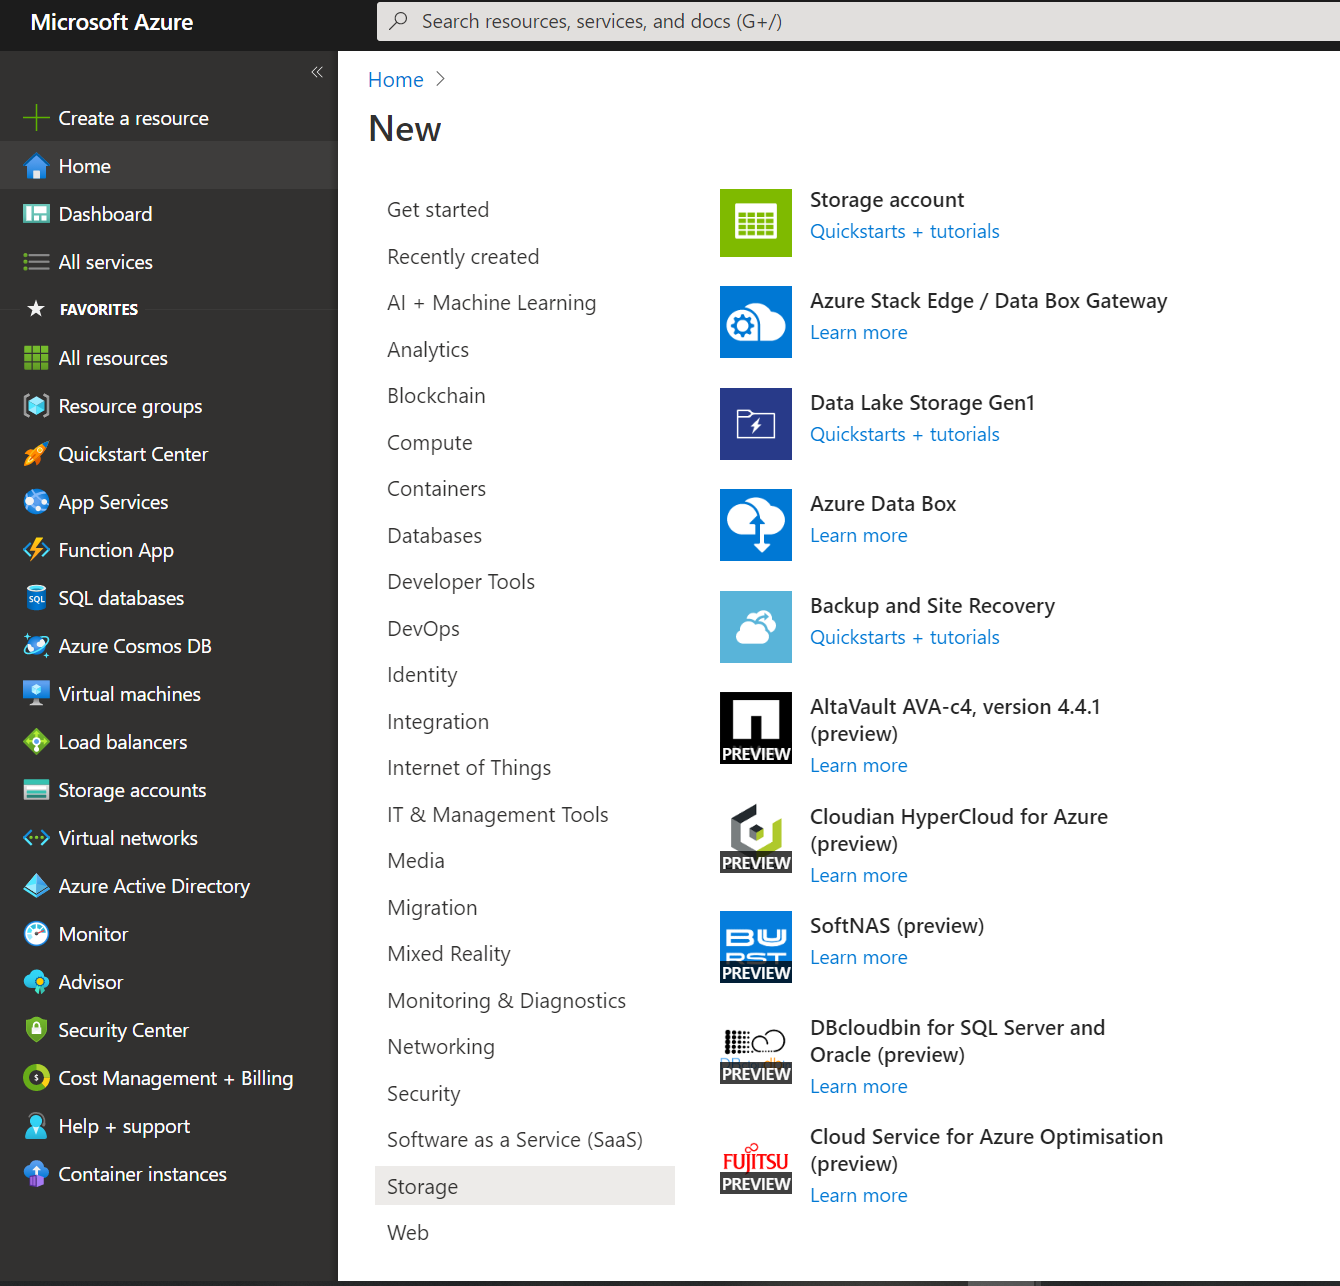 Microsoft Azure
Search resources, services, and docs (G+/)
Create a resource
Home
Dashboard
All services
FAVORITES
All resources
Resource groups
Quickstart Center
App Services
Function App
SQL
SQL databases
Azure Cosmos DB
Virtual machines
Load balancers
Storage accounts
Virtual networks
Azure Active Directory
Monitor
Advisor
Security Center
Cost Management + Billing
Help + support
Container instances
Home
New
Get started
Recently created
AI + Machine Learning
Analytics
Blockchain
Compute
Containers
Databases
Developer Tools
DevOps
Identity
Integration
Internet of Things
IT & Management Tools
Media
Migration
Mixed Reality
Monitoring & Diagnostics
Networking
Security
Software as a Service (SaaS)
Storage
Web
Storage account
Quickstarts + tutorials
Azure Stack Edge / Data Box Gateway
Learn more
Data Lake Storage Gen1
Quickstarts + tutorials
Azure Data Box
Learn more
Backup and Site Recovery
Quickstarts + tutorials
PREVIEW
AltaVault AVA-c4, version 4.4.1
(preview)
Learn more
PREVIEW
Cloudian HyperCloud for Azure
(preview)
Learn more
BURST
PREVIEW
SoftNAS (preview)
Learn more
PREVIEW
DBcloudbin for SQL Server and
Oracle (preview)
Learn more
FUJITSU
PREVIEW
Cloud Service for Azure Optimisation
(preview)
Learn more